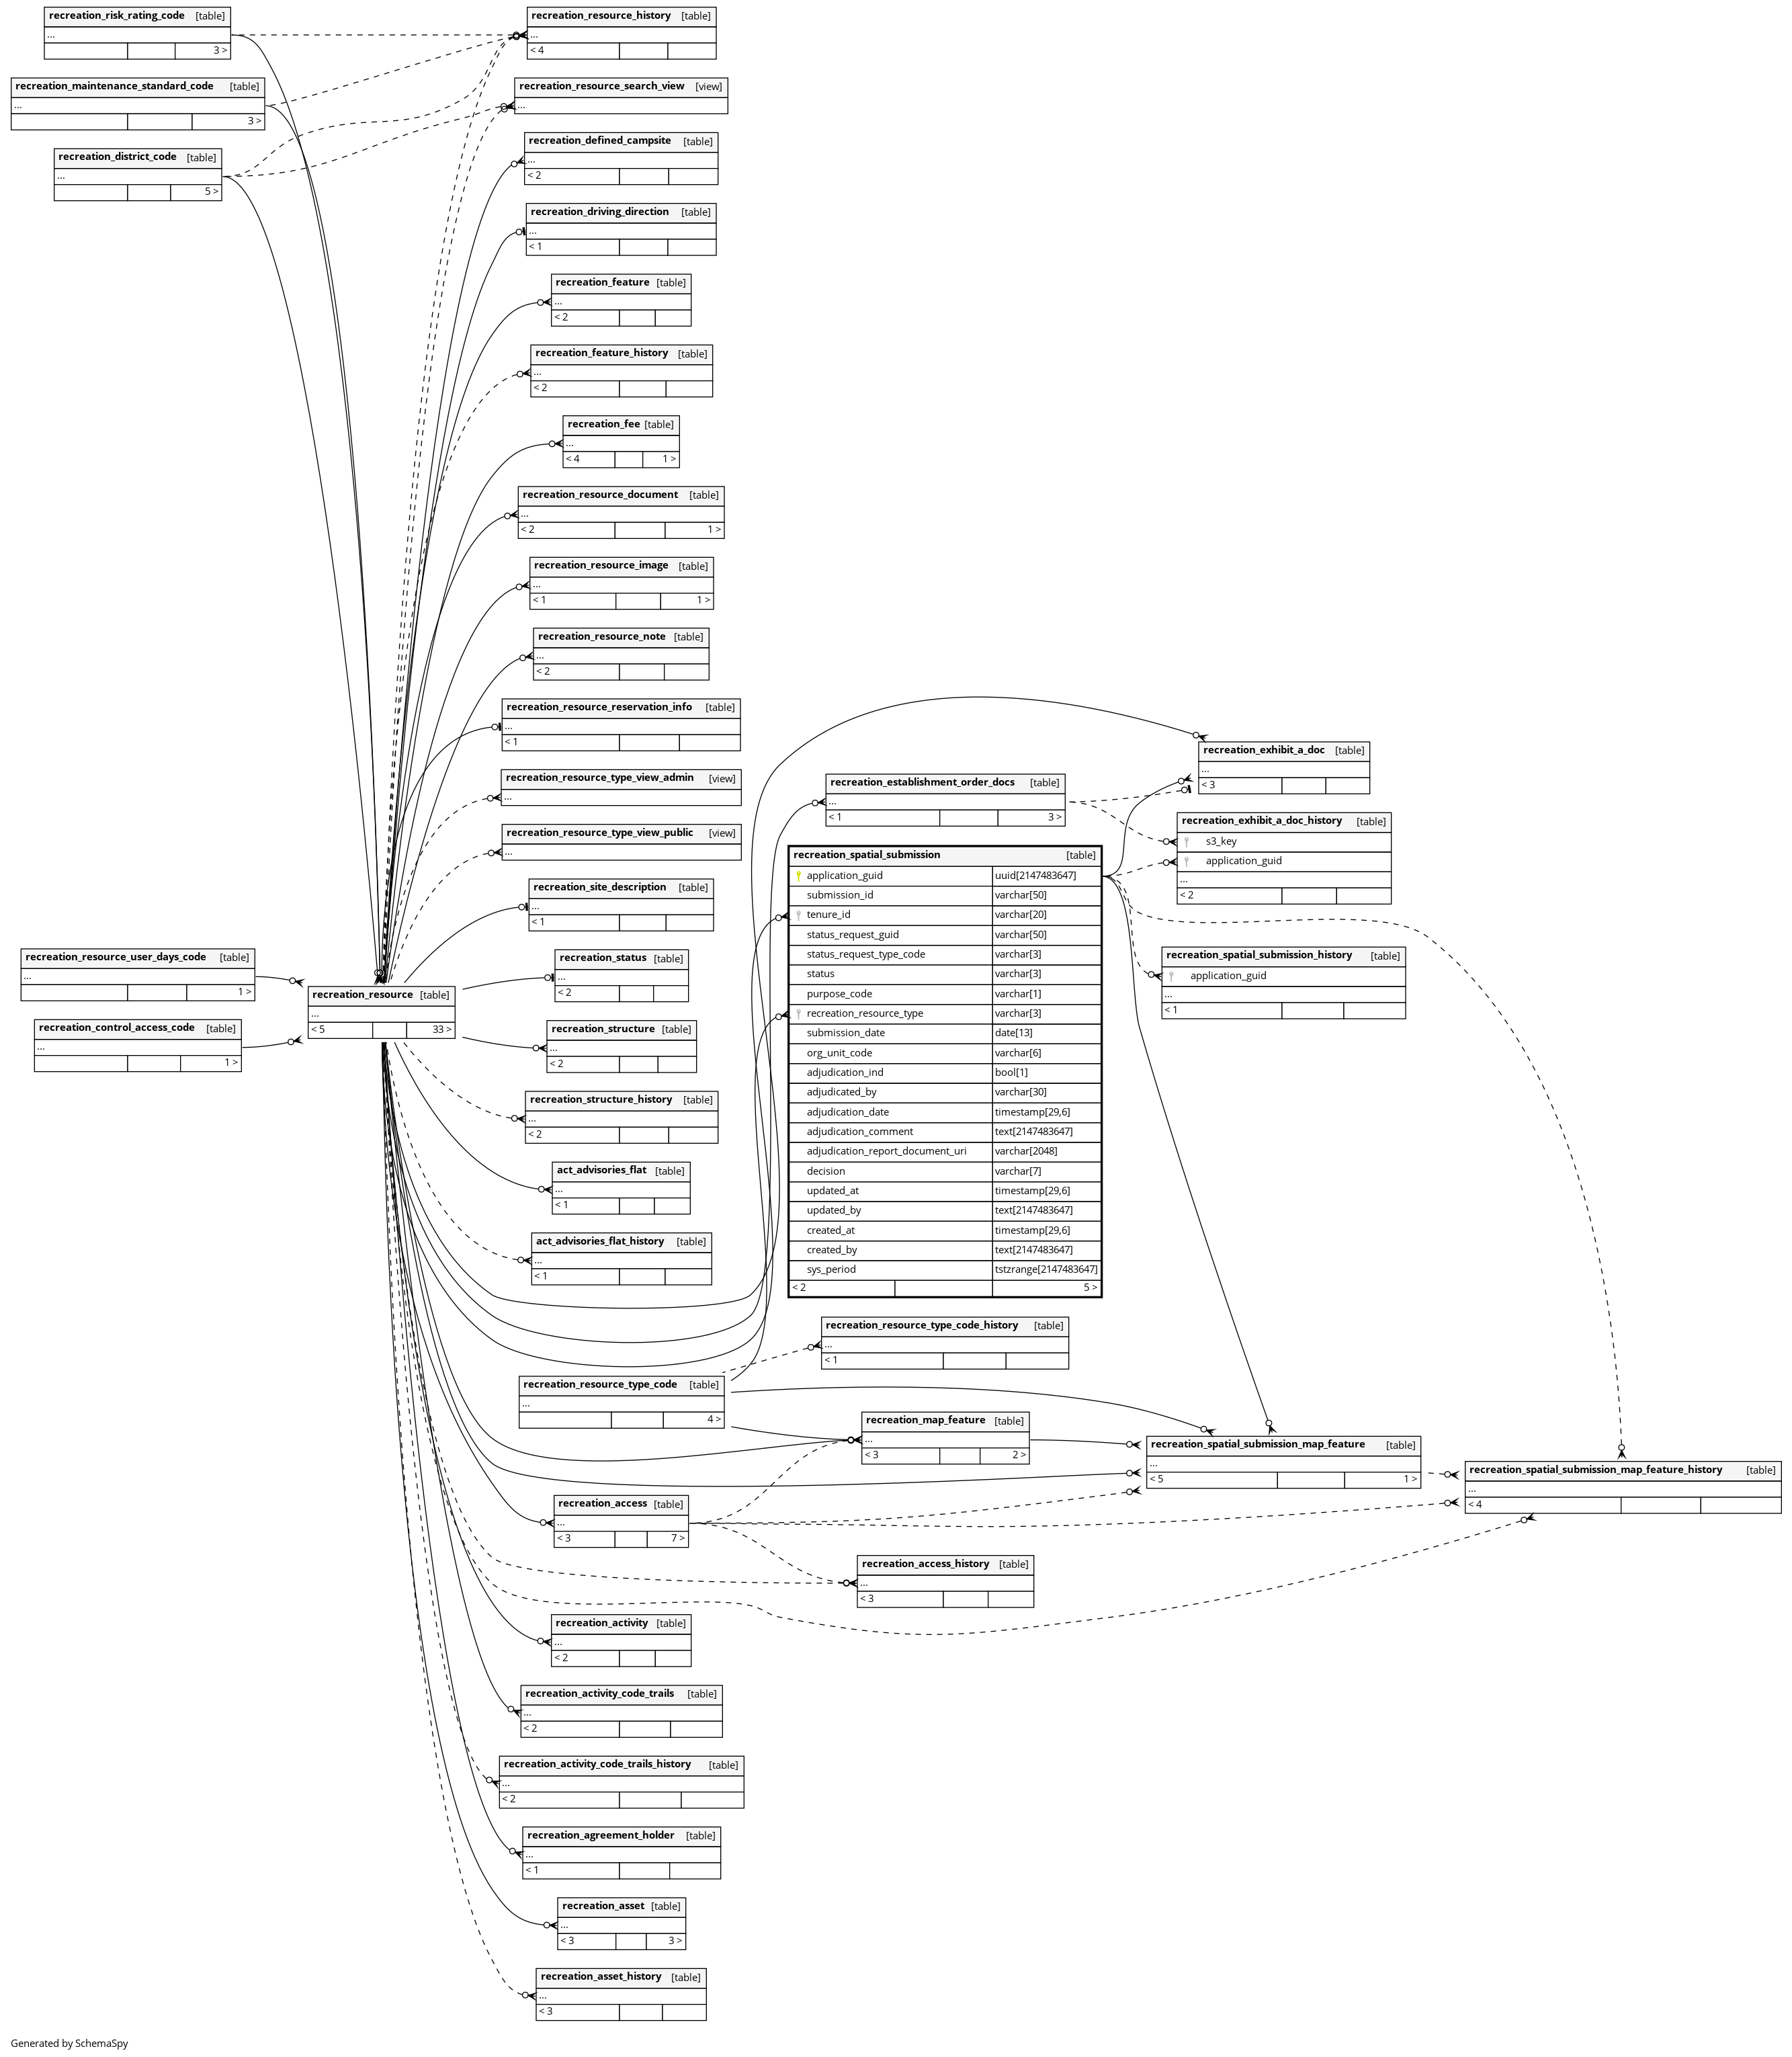 recreation_risk_rating_code [table]
...
3 >
recreation_maintenance_standard_code [table]
...
3 >
recreation_district_code [table]
...
5 >
recreation_resource_history [table]
...
< 4
recreation_resource_search_view [view]
...
recreation_defined_campsite [table]
...
< 2
recreation_driving_direction [table]
...
< 1
recreation_feature [table]
...
< 2
recreation_feature_history [table]
...
< 2
recreation_fee [table]
...
< 4 1 >
recreation_resource_document [table]
...
< 2 1 >
recreation_resource_image [table]
...
< 1 1 >
recreation_resource_note [table]
...
< 2
recreation_resource_reservation_info [table]
...
< 1
recreation_resource_type_view_admin [view]
...
recreation_resource_type_view_public [view]
...
recreation_site_description [table]
...
< 1
recreation_status [table]
...
< 2
recreation_structure [table]
...
< 2
recreation_structure_history [table]
...
< 2
act_advisories_flat [table]
...
< 1
act_advisories_flat_history [table]
...
< 1
recreation_resource_user_days_code [table]
...
1 >
recreation_control_access_code [table]
...
1 >
recreation_resource [table]
...
< 5 33 >
recreation_establishment_order_docs [table]
...
< 1 3 >
recreation_spatial_submission [table]
application_guid uuid[2147483647]
submission_id varchar[50]
tenure_id varchar[20]
status_request_guid varchar[50]
status_request_type_code varchar[3]
status varchar[3]
purpose_code varchar[1]
recreation_resource_type varchar[3]
submission_date date[13]
org_unit_code varchar[6]
adjudication_ind bool[1]
adjudicated_by varchar[30]
adjudication_date timestamp[29,6]
adjudication_comment text[2147483647]
adjudication_report_document_uri varchar[2048]
decision varchar[7]
updated_at timestamp[29,6]
updated_by text[2147483647]
created_at timestamp[29,6]
created_by text[2147483647]
sys_period tstzrange[2147483647]
< 2 5 >
recreation_exhibit_a_doc [table]
...
< 3
recreation_exhibit_a_doc_history [table]
s3_key
application_guid
...
< 2
recreation_spatial_submission_history [table]
application_guid
...
< 1
recreation_resource_type_code_history [table]
...
< 1
recreation_resource_type_code [table]
...
4 >
recreation_map_feature [table]
...
< 3 2 >
recreation_spatial_submission_map_feature [table]
...
< 5 1 >
recreation_spatial_submission_map_feature_history [table]
...
< 4
recreation_access [table]
...
< 3 7 >
recreation_access_history [table]
...
< 3
recreation_activity [table]
...
< 2
recreation_activity_code_trails [table]
...
< 2
recreation_activity_code_trails_history [table]
...
< 2
recreation_agreement_holder [table]
...
< 1
recreation_asset [table]
...
< 3 3 >
recreation_asset_history [table]
...
< 3
Generated by SchemaSpy